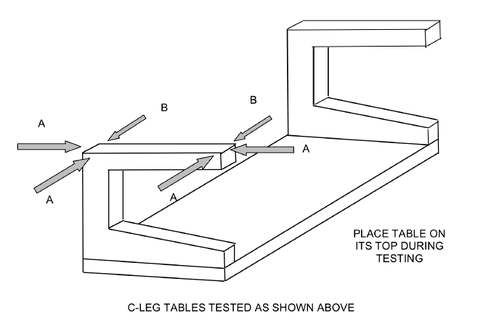 B
B
A
A
A
A
PLACE TABLE ON
ITS TOP DURING
TESTING
C-LEG TABLES TESTED AS SHOWN ABOVE